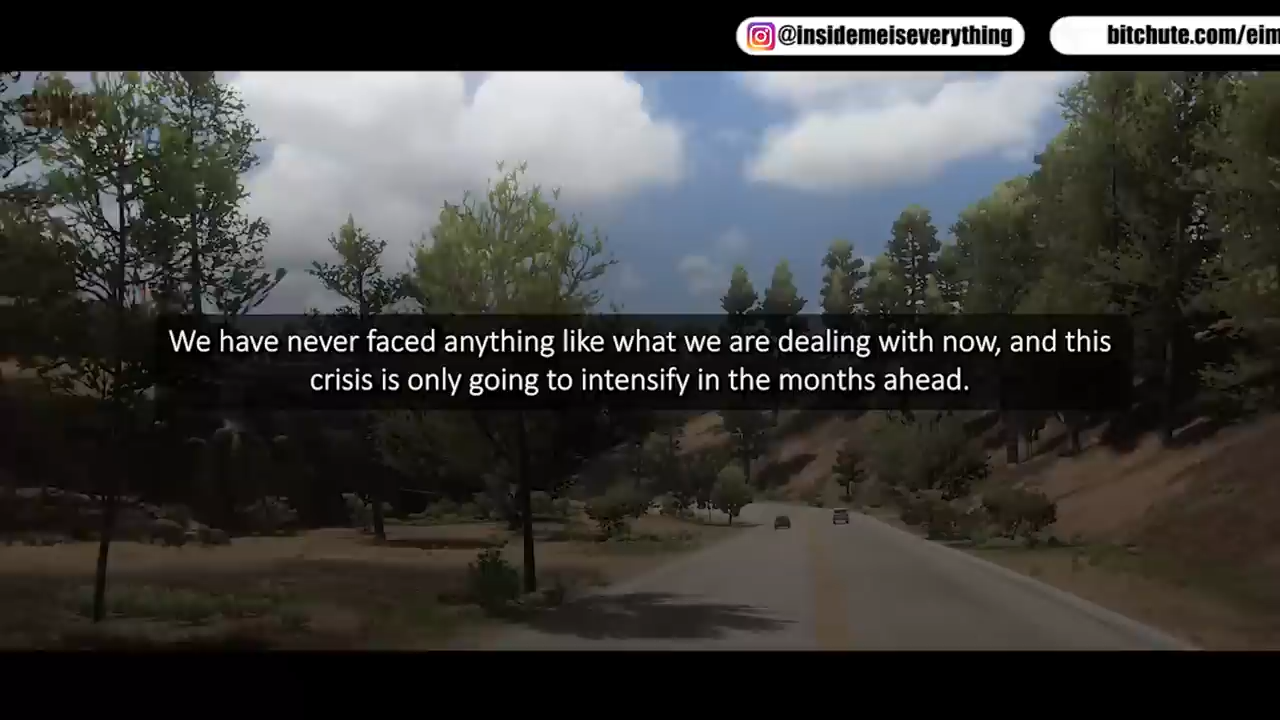 @insidemeiseverything
bitchute.com/eim
We have never faced anything like what we are dealing with now, and this
crisis is only going to intensify in the months ahead.